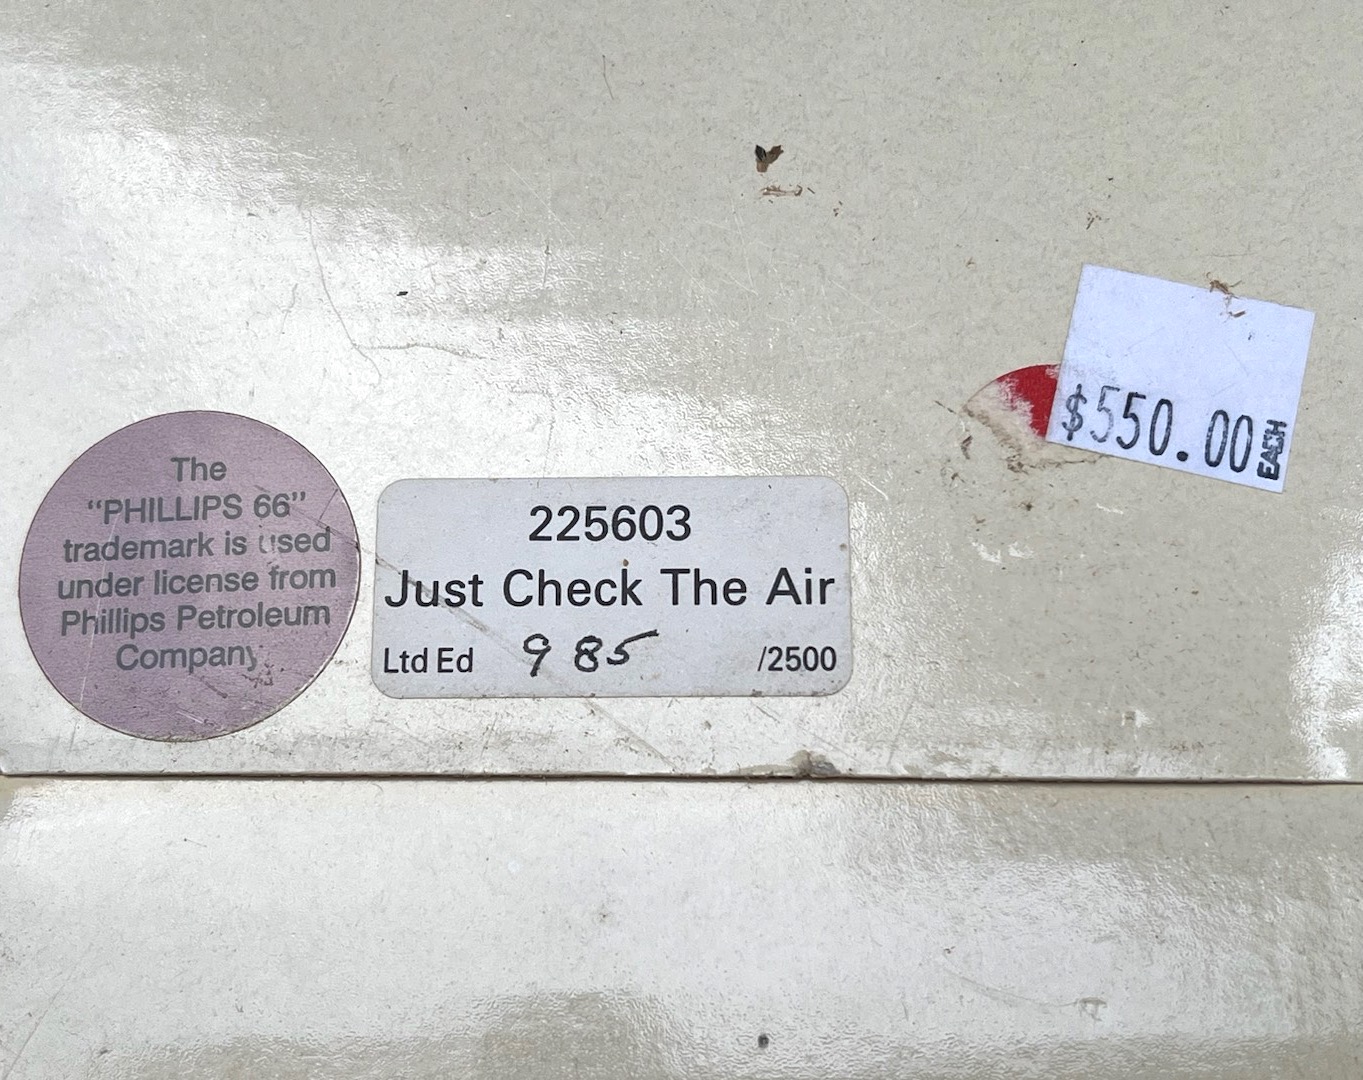 The
“PHILLIPS 66”
trademark is used
under license from
Phillips Petroleum
Company
225603
Just Check The Air
Ltd Ed 985 /2500
$550.00 EACH